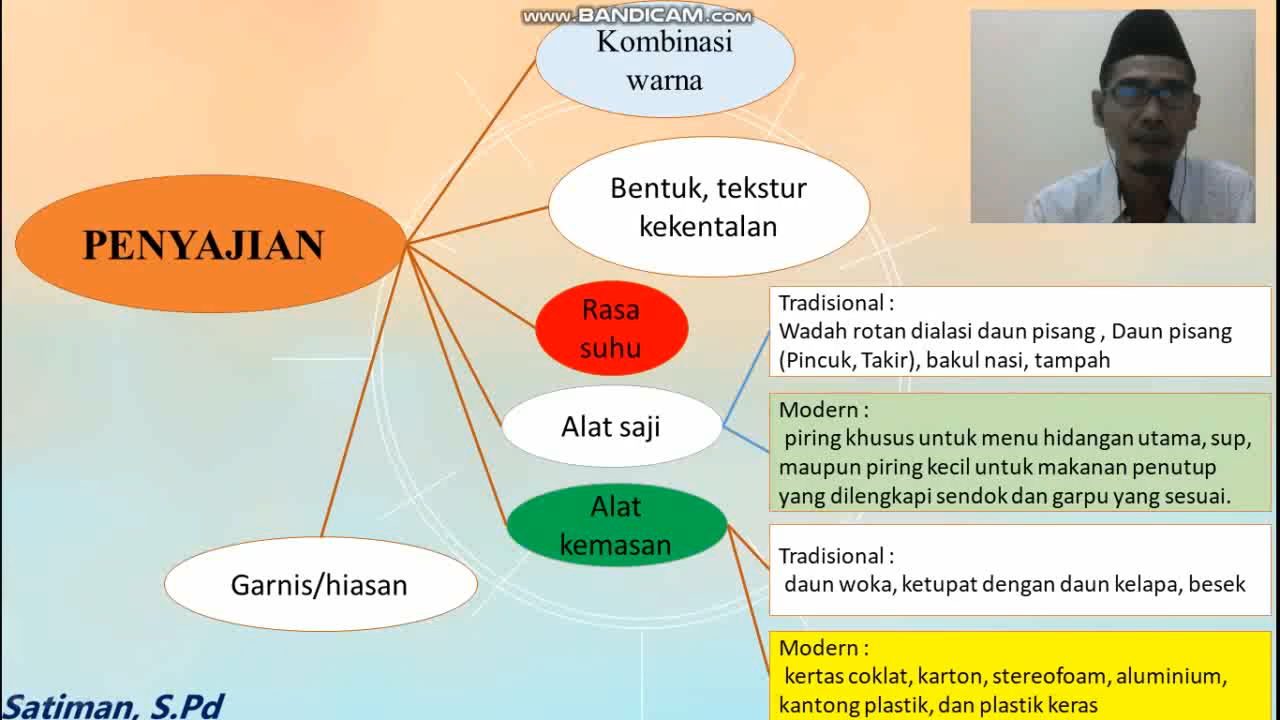 www.BANDICAM.com
Kombinasi
warna
Bentuk, tekstur
kekentalan
PENYAJIAN
Rasa
suhu
Tradisional :
Wadah rotan dialasi daun pisang , Daun pisang
(Pincuk, Takir), bakul nasi, tampah
Alat saji
Modern :
piring khusus untuk menu hidangan utama, sup,
maupun piring kecil untuk makanan penutup
yang dilengkapi sendok dan garpu yang sesuai.
Alat
kemasan
Tradisional :
daun woka, ketupat dengan daun kelapa, besek
Garnis/hiasan
Modern :
kertas coklat, karton, stereofoam, aluminium,
kantong plastik, dan plastik keras
Satiman, S.Pd